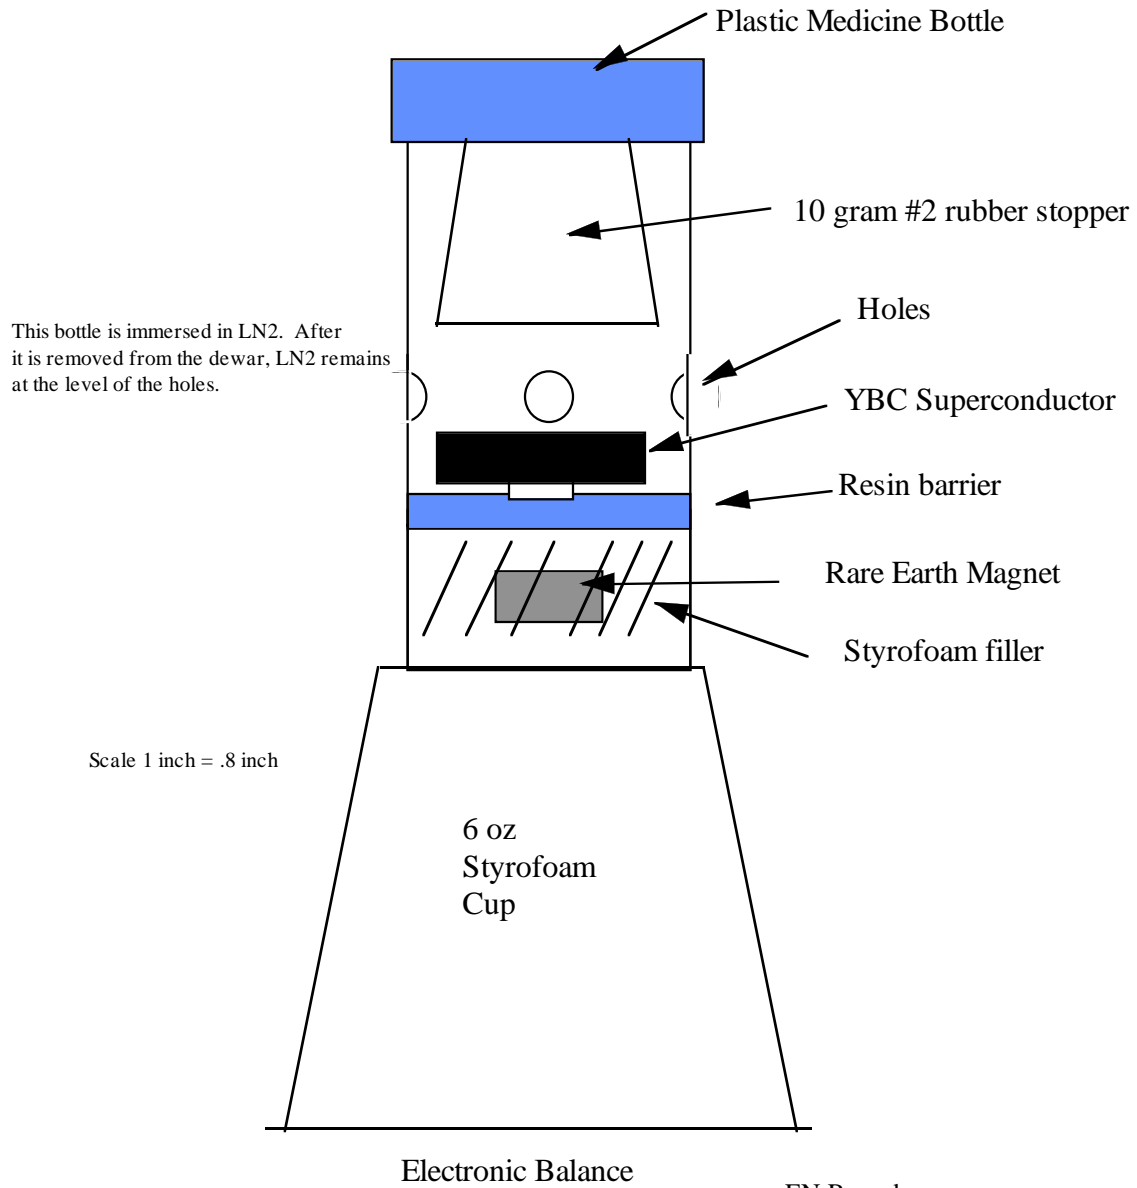 Plastic Medicine Bottle
10 gram #2 rubber stopper
Holes
This bottle is immersed in LN2. After
it is removed from the dewar, LN2 remains
at the level of the holes.
YBC Superconductor
Resin barrier
Rare Earth Magnet
Styrofoam filler
Scale 1 inch = .8 inch
6 oz
Styrofoam
Cup
Electronic Balance